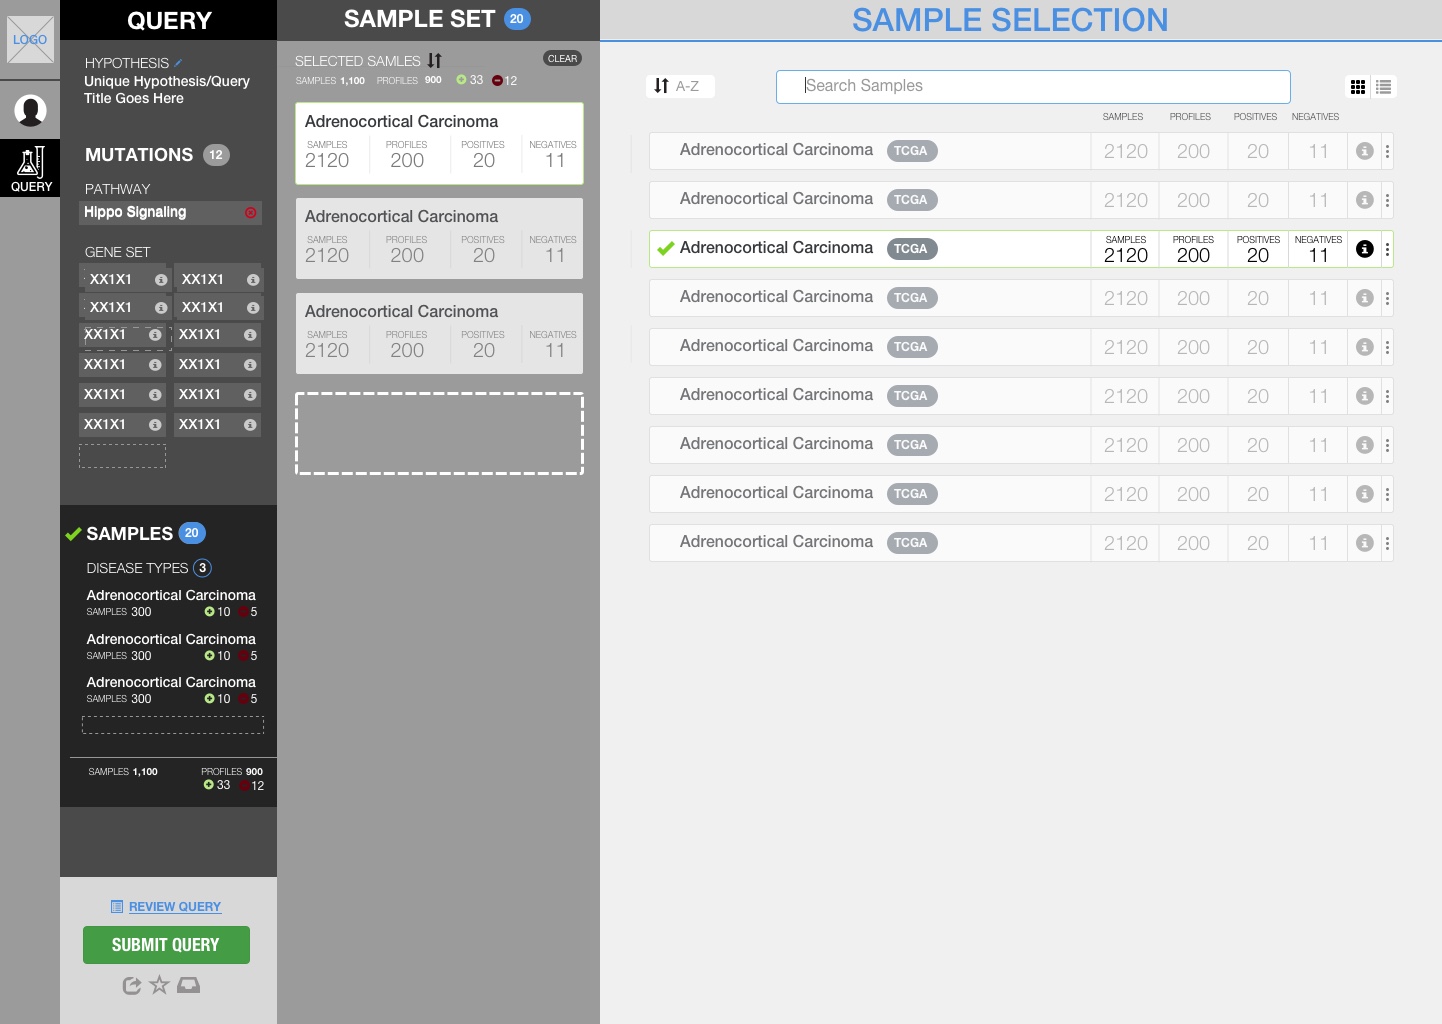 LOGO
QUERY
QUERY
HYPOTHESIS
Unique Hypothesis/Query
Title Goes Here
MUTATIONS 12
PATHWAY
Hippo Signaling
GENE SET
XX1X1 XX1X1
XX1X1 XX1X1
XX1X1 XX1X1
XX1X1 XX1X1
XX1X1 XX1X1
XX1X1 XX1X1
SAMPLES 20
DISEASE TYPES 3
Adrenocortical Carcinoma
SAMPLES 300 10 5
Adrenocortical Carcinoma
SAMPLES 300 10 5
Adrenocortical Carcinoma
SAMPLES 300 10 5
SAMPLES 1,100 PROFILES 900
33 12
REVIEW QUERY
SUBMIT QUERY
SAMPLE SET 20
SELECTED SAMLES CLEAR
SAMPLES 1,100 PROFILES 900 33 12
Adrenocortical Carcinoma
SAMPLES PROFILES POSITIVES NEGATIVES
2120 200 20 11
Adrenocortical Carcinoma
SAMPLES PROFILES POSITIVES NEGATIVES
2120 200 20 11
Adrenocortical Carcinoma
SAMPLES PROFILES POSITIVES NEGATIVES
2120 200 20 11
SAMPLE SELECTION
A-Z Search Samples
SAMPLES PROFILES POSITIVES NEGATIVES
Adrenocortical Carcinoma TCGA 2120 200 20 11
Adrenocortical Carcinoma TCGA 2120 200 20 11
SAMPLES PROFILES POSITIVES NEGATIVES
Adrenocortical Carcinoma TCGA 2120 200 20 11
Adrenocortical Carcinoma TCGA 2120 200 20 11
Adrenocortical Carcinoma TCGA 2120 200 20 11
Adrenocortical Carcinoma TCGA 2120 200 20 11
Adrenocortical Carcinoma TCGA 2120 200 20 11
Adrenocortical Carcinoma TCGA 2120 200 20 11
Adrenocortical Carcinoma TCGA 2120 200 20 11